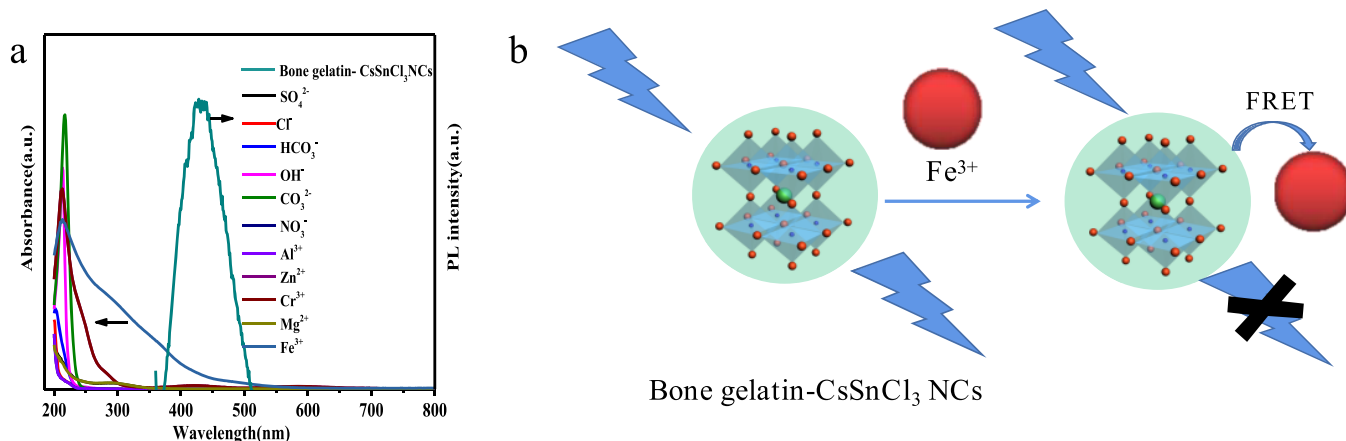 a
Absorbance(a.u.)
Bone gelatin- CsSnCl₃NCs
SO₄²⁻
Cl⁻
HCO₃⁻
OH⁻
CO₃²⁻
NO₃⁻
Al³⁺
Zn²⁺
Cr³⁺
Mg²⁺
Fe³⁺
PL intensity(a.u.)
200 300 400 500 600 700 800
Wavelength(nm)
b
Fe³⁺
FRET
Bone gelatin-CsSnCl₃ NCs